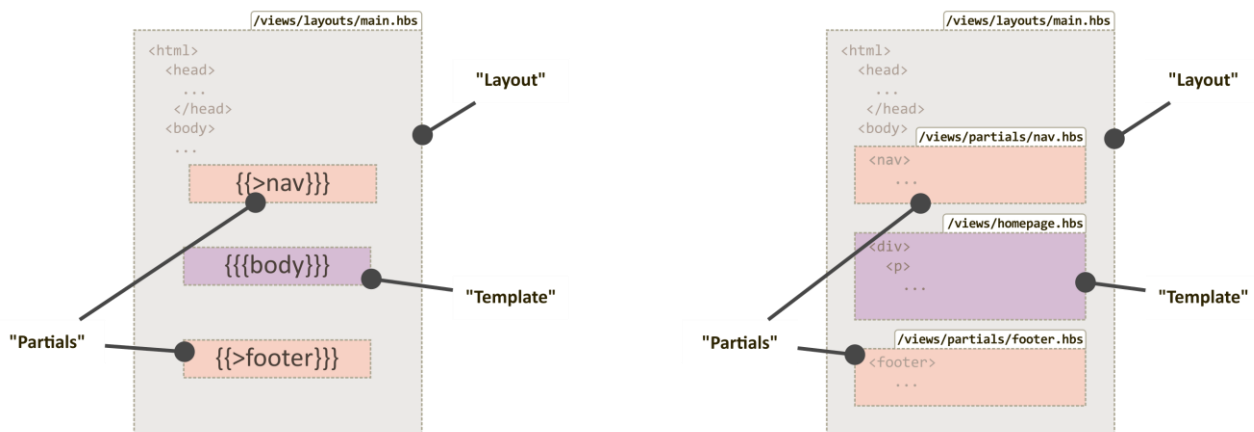 /views/layouts/main.hbs
<html>
<head>
...
</head>
<body>
...
{{>nav}}}
{{{body}}}
{{>footer}}}
"Layout"
"Template"
"Partials"
/views/layouts/main.hbs
<html>
<head>
...
</head>
<body>
/views/partials/nav.hbs
<nav>
...
/views/homepage.hbs
<div>
<p>
...
/views/partials/footer.hbs
<footer>
...
"Layout"
"Template"
"Partials"